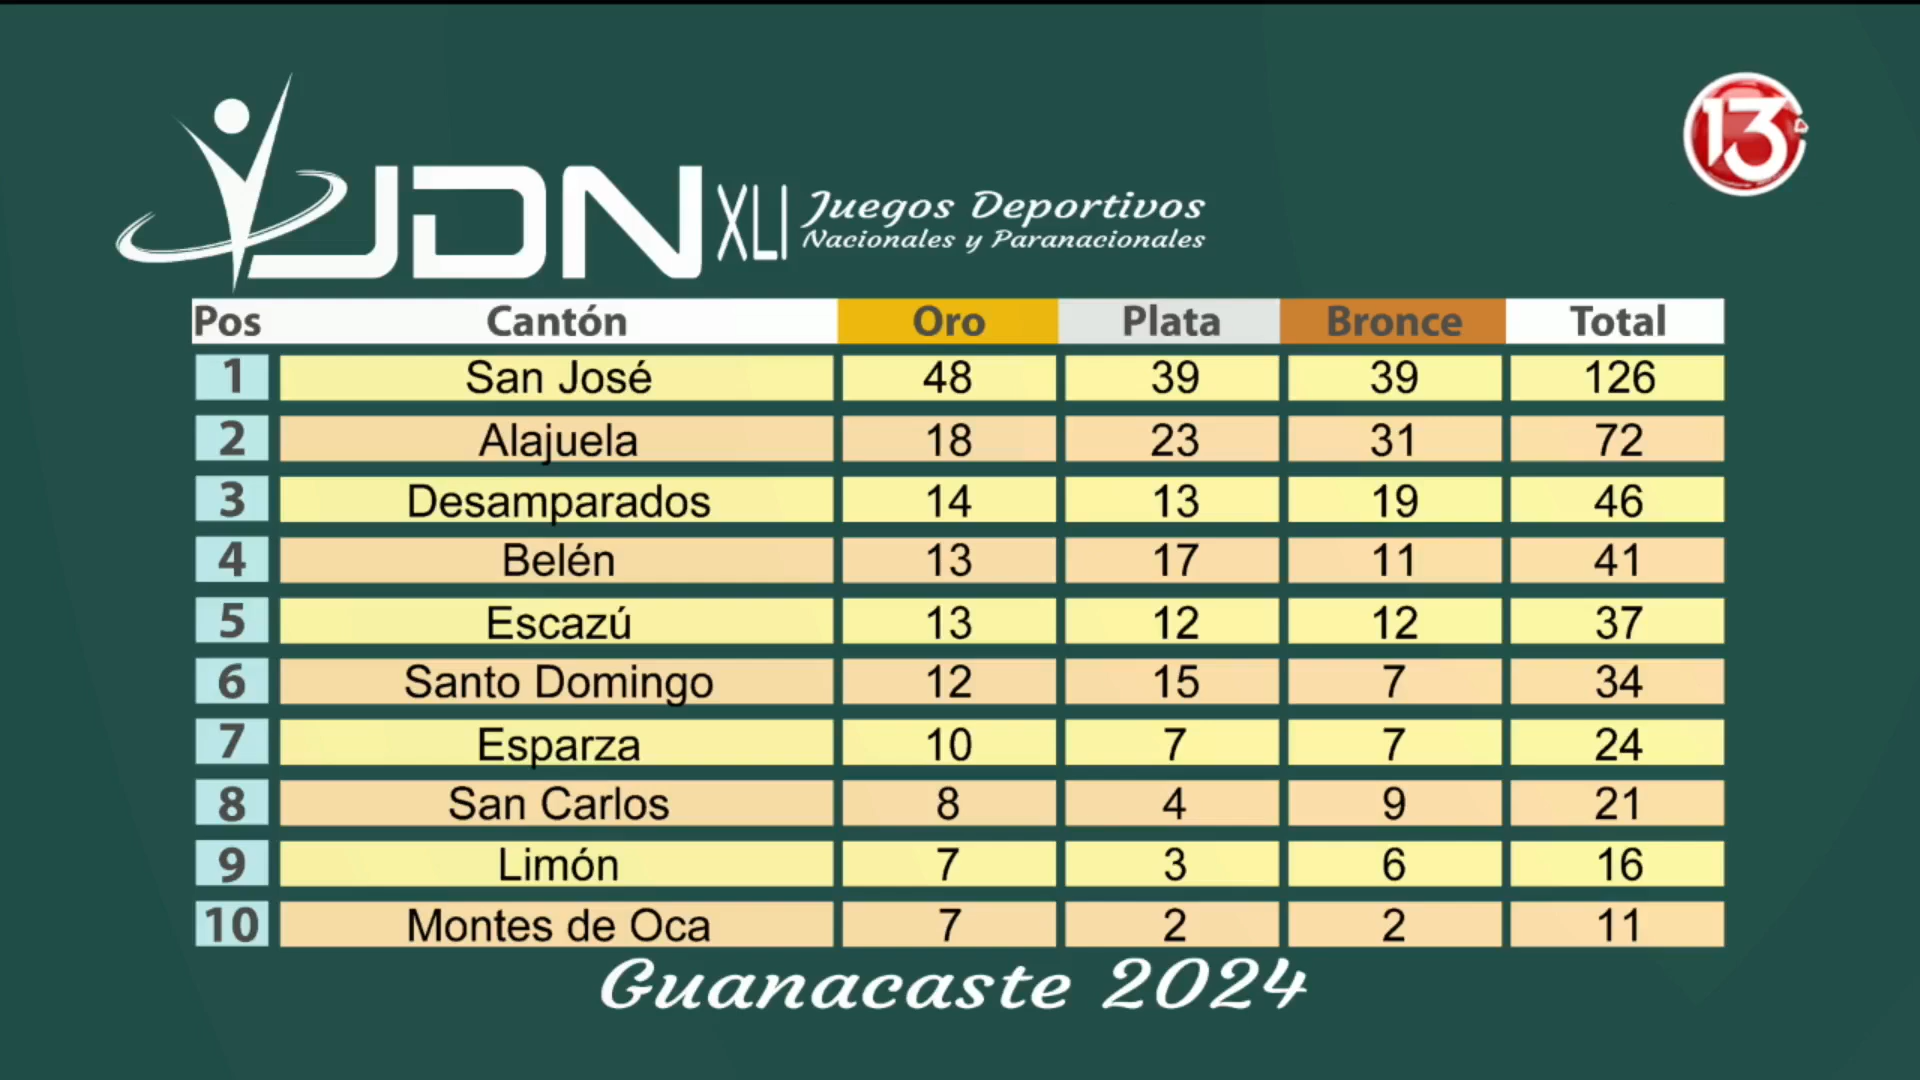 13
JDN XLI Juegos Deportivos
Nacionales y Paranacionales
Pos Cantón Oro Plata Bronce Total
1 San José 48 39 39 126
2 Alajuela 18 23 31 72
3 Desamparados 14 13 19 46
4 Belén 13 17 11 41
5 Escazú 13 12 12 37
6 Santo Domingo 12 15 7 34
7 Esparza 10 7 7 24
8 San Carlos 8 4 9 21
9 Limón 7 3 6 16
10 Montes de Oca 7 2 2 11
Guanacaste 2024